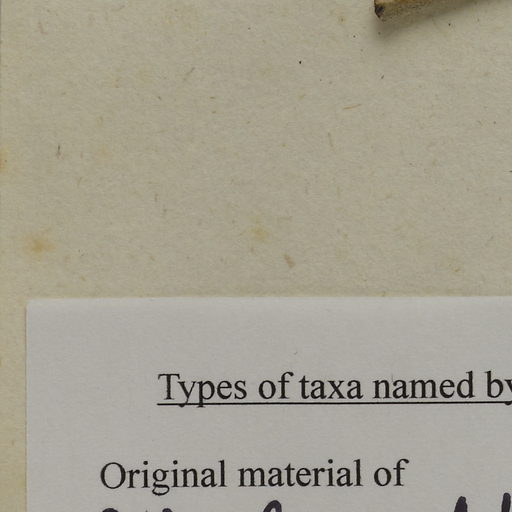 Types of taxa named by
Original material of